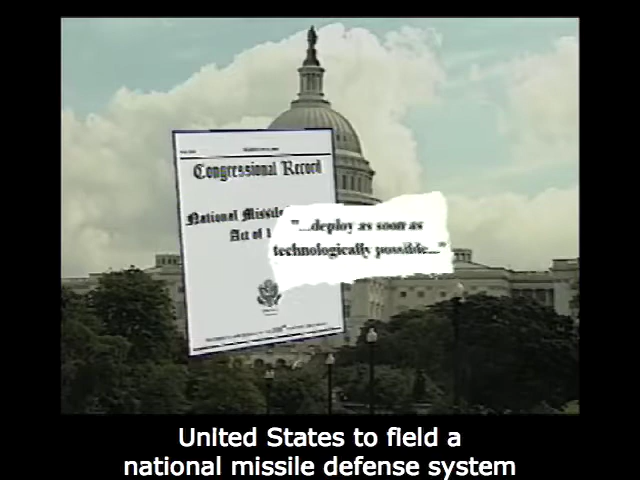 Congressional Record
National Missile
Act of 1
"...deploy as soon as
technologically possible..."
United States to field a
national missile defense system